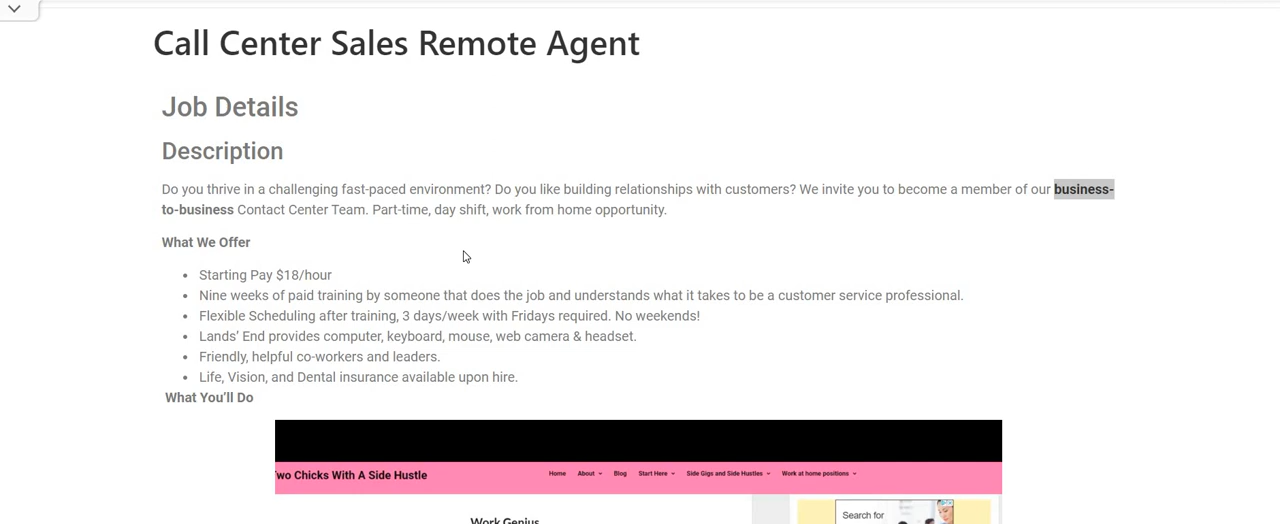 Call Center Sales Remote Agent
Job Details
Description
Do you thrive in a challenging fast-paced environment? Do you like building relationships with customers? We invite you to become a member of our business-
to-business Contact Center Team. Part-time, day shift, work from home opportunity.
What We Offer
• Starting Pay $18/hour
• Nine weeks of paid training by someone that does the job and understands what it takes to be a customer service professional.
• Flexible Scheduling after training, 3 days/week with Fridays required. No weekends!
• Lands' End provides computer, keyboard, mouse, web camera & headset.
• Friendly, helpful co-workers and leaders.
• Life, Vision, and Dental insurance available upon hire.
What You'll Do
wo Chicks With A Side Hustle Home About Blog Start Here Side Gigs and Side Hustles Work at home positions
Work Genius
Search for